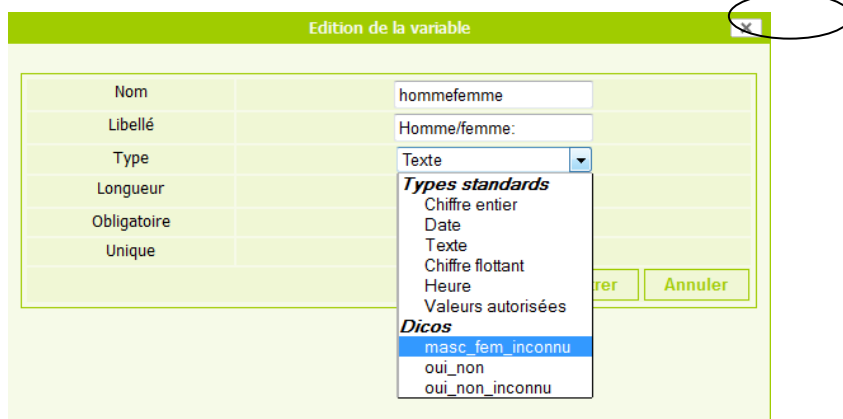 Edition de la variable
x
Nom hommefemme
Libellé Homme/femme:
Type Texte
Longueur
Obligatoire
Unique
Types standards
Chiffre entier
Date
Texte
Chiffre flottant
Heure
Valeurs autorisées
Dicos
masc_fem_inconnu
oui_non
oui_non_inconnu
rer Annuler